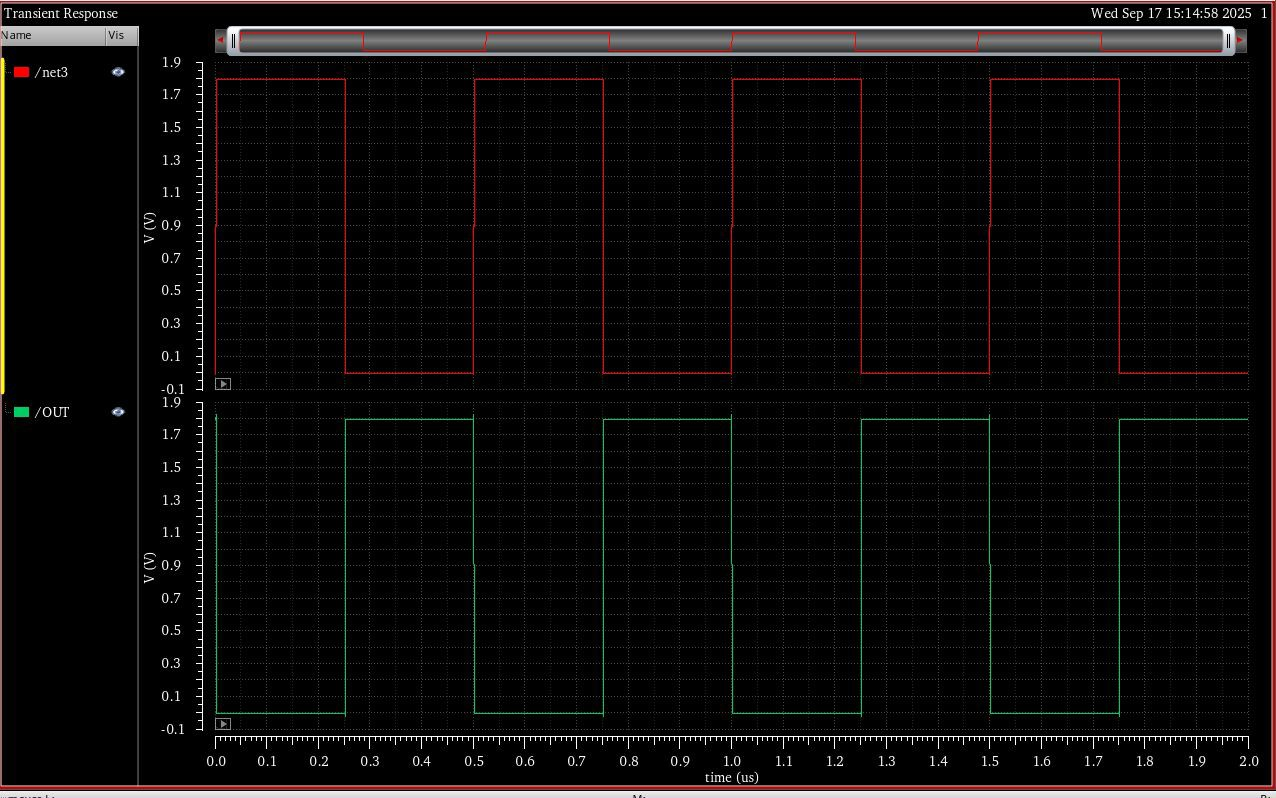 Transient Response
Wed Sep 17 15:14:58 2025 1
Name Vis
/net3
1.9
1.7
1.5
1.3
1.1
0.9
0.7
0.5
0.3
0.1
-0.1
V (V)
/OUT
1.9
1.7
1.5
1.3
1.1
0.9
0.7
0.5
0.3
0.1
-0.1
V (V)
0.0 0.1 0.2 0.3 0.4 0.5 0.6 0.7 0.8 0.9 1.0 1.1 1.2 1.3 1.4 1.5 1.6 1.7 1.8 1.9 2.0
time (us)